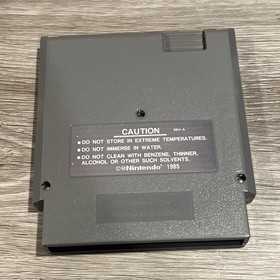 CAUTION
REV-A
• DO NOT STORE IN EXTREME TEMPERATURES.
• DO NOT IMMERSE IN WATER.
• DO NOT CLEAN WITH BENZENE, THINNER,
ALCOHOL OR OTHER SUCH SOLVENTS.
©Nintendo® 1985